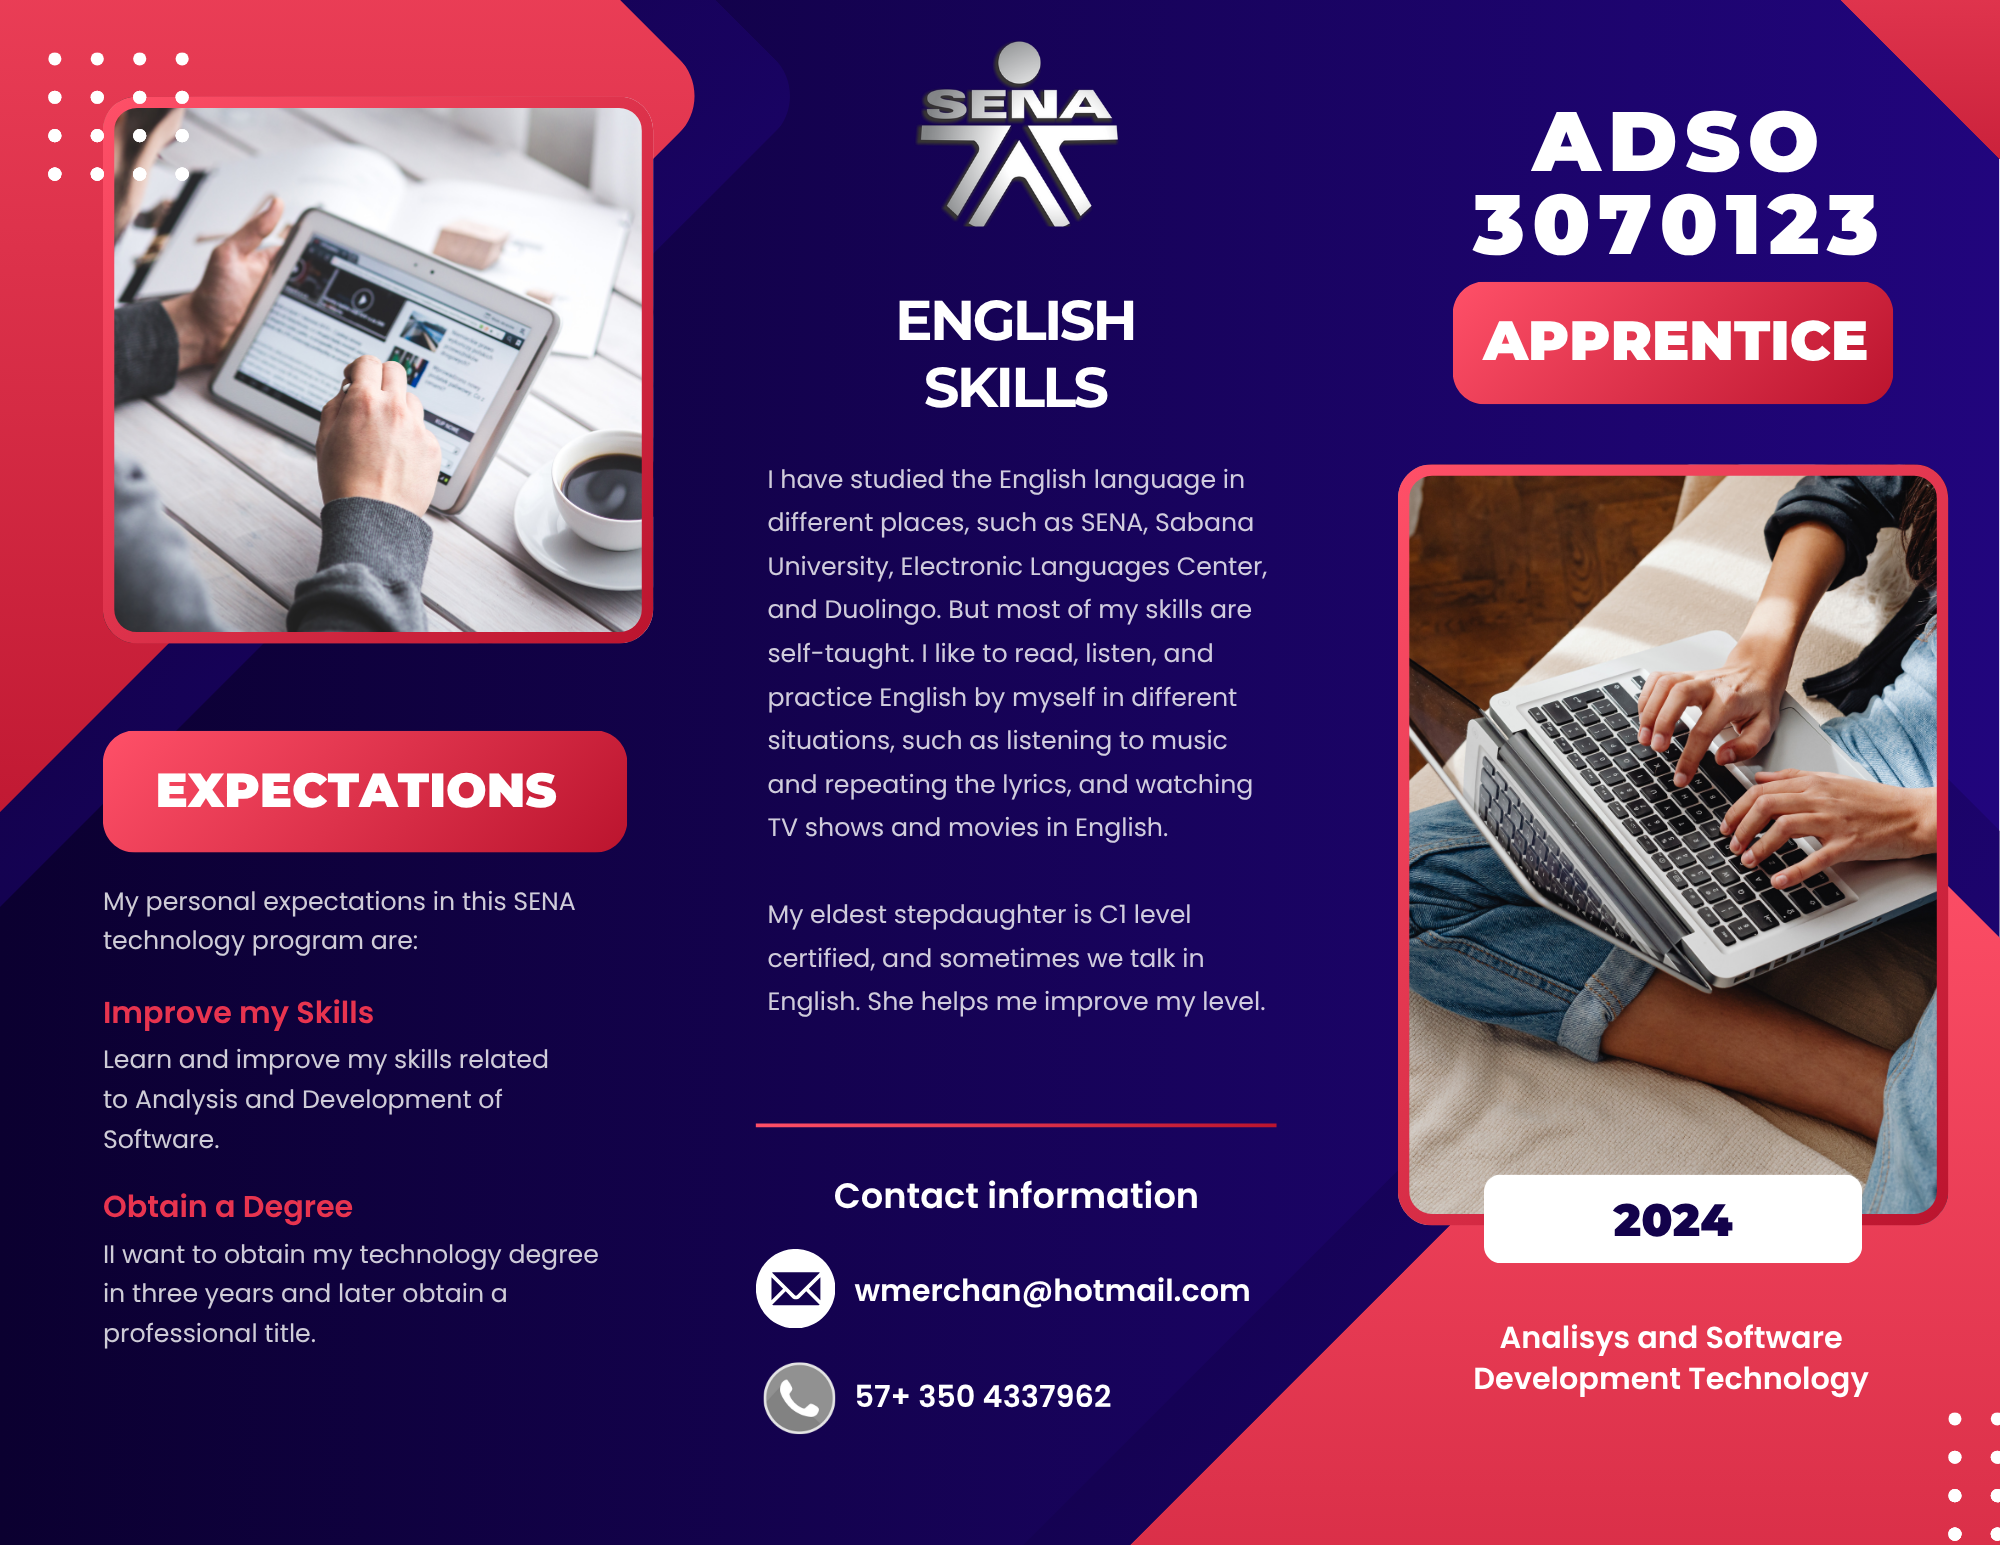 EXPECTATIONS
My personal expectations in this SENA
technology program are:
Improve my Skills
Learn and improve my skills related
to Analysis and Development of
Software.
Obtain a Degree
II want to obtain my technology degree
in three years and later obtain a
professional title.
SENA
ENGLISH
SKILLS
I have studied the English language in
different places, such as SENA, Sabana
University, Electronic Languages Center,
and Duolingo. But most of my skills are
self-taught. I like to read, listen, and
practice English by myself in different
situations, such as listening to music
and repeating the lyrics, and watching
TV shows and movies in English.
My eldest stepdaughter is C1 level
certified, and sometimes we talk in
English. She helps me improve my level.
Contact information
wmerchan@hotmail.com
57+ 350 4337962
ADSO
3070123
APPRENTICE
2024
Analisys and Software
Development Technology